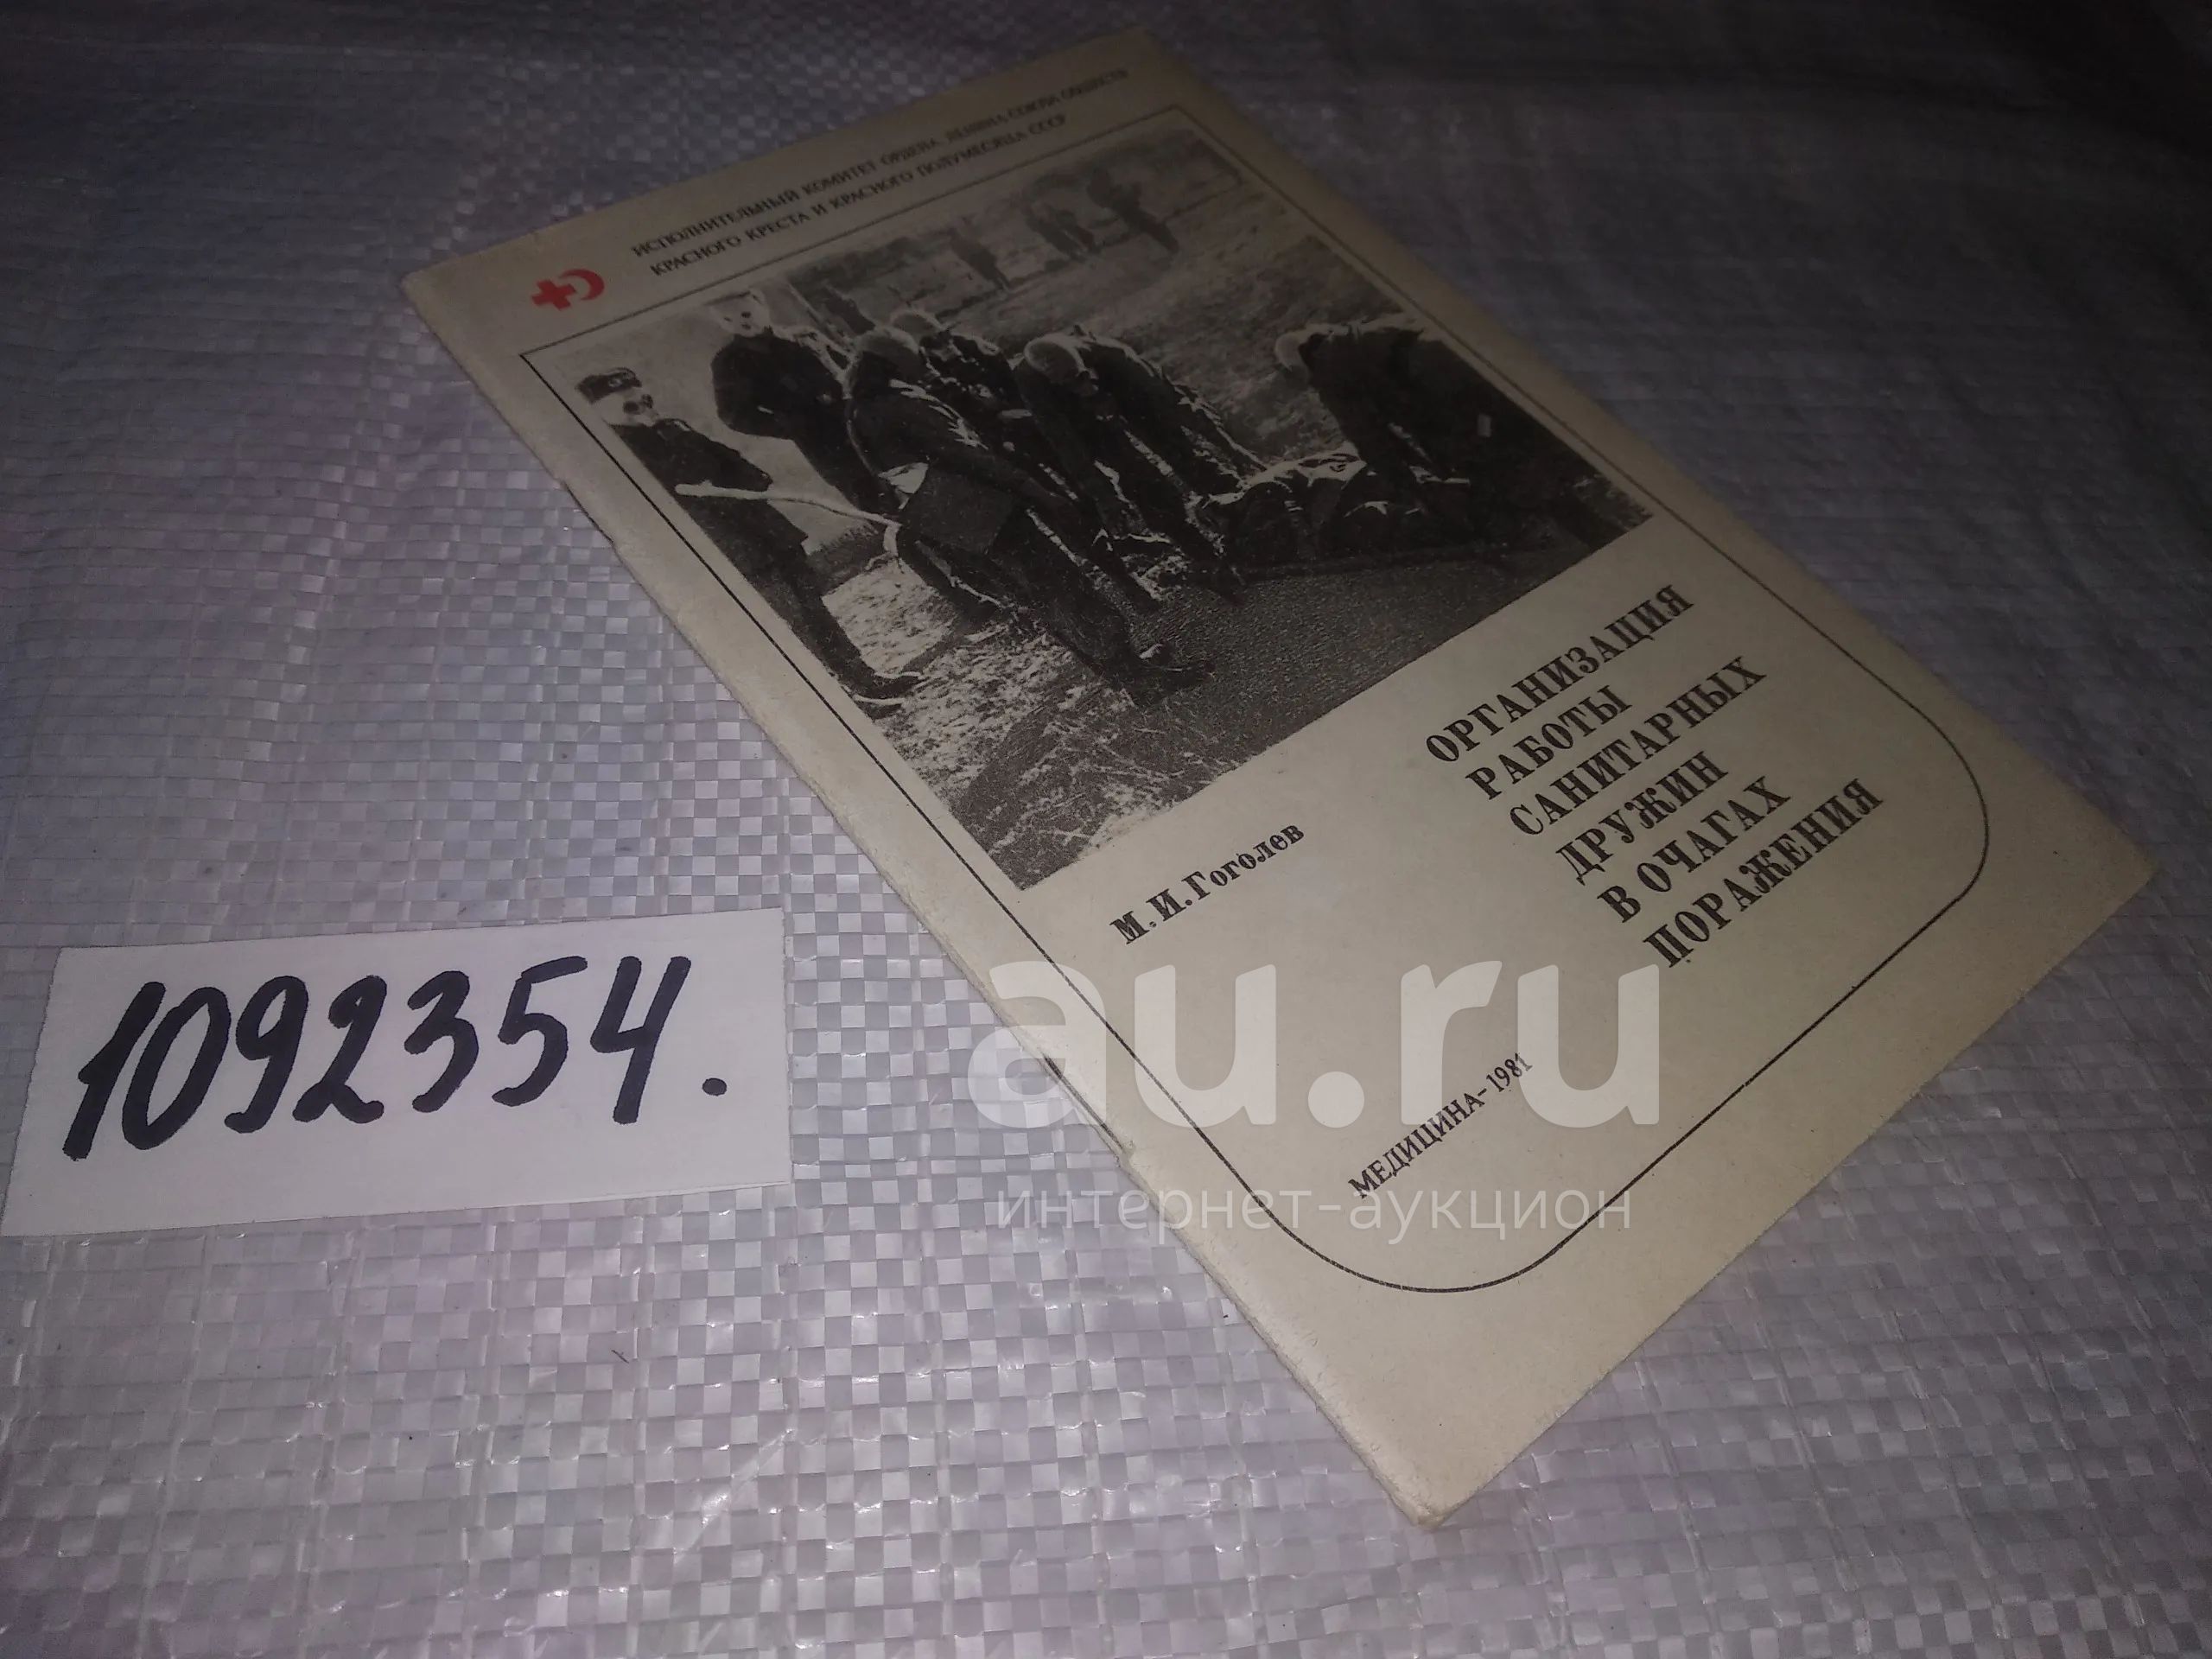 ИСПОЛНИТЕЛЬНЫЙ КОМИТЕТ ОРДЕНА ЛЕНИНА СОЮЗА ОБЩЕСТВ
КРАСНОГО КРЕСТА И КРАСНОГО ПОЛУМЕСЯЦА СССР
М. И. Гоголев
ОРГАНИЗАЦИЯ
РАБОТЫ
САНИТАРНЫХ
ДРУЖИН
В ОЧАГАХ
ПОРАЖЕНИЯ
МЕДИЦИНА-1981
1092354.
au.ru
интернет-аукцион